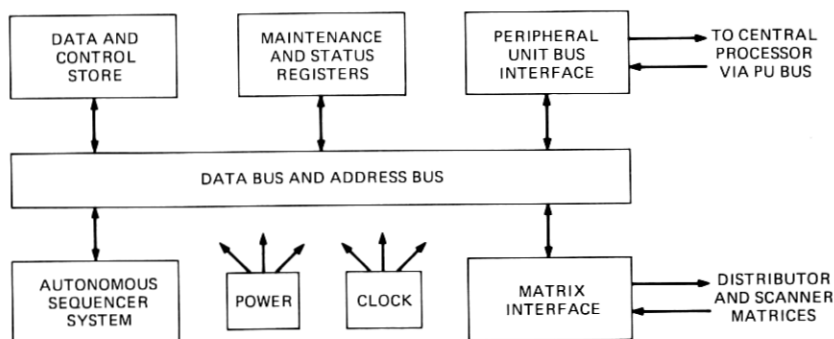 DATA AND
CONTROL
STORE
MAINTENANCE
AND STATUS
REGISTERS
PERIPHERAL
UNIT BUS
INTERFACE
TO CENTRAL
PROCESSOR
VIA PU BUS
DATA BUS AND ADDRESS BUS
AUTONOMOUS
SEQUENCER
SYSTEM
POWER
CLOCK
MATRIX
INTERFACE
DISTRIBUTOR
AND SCANNER
MATRICES